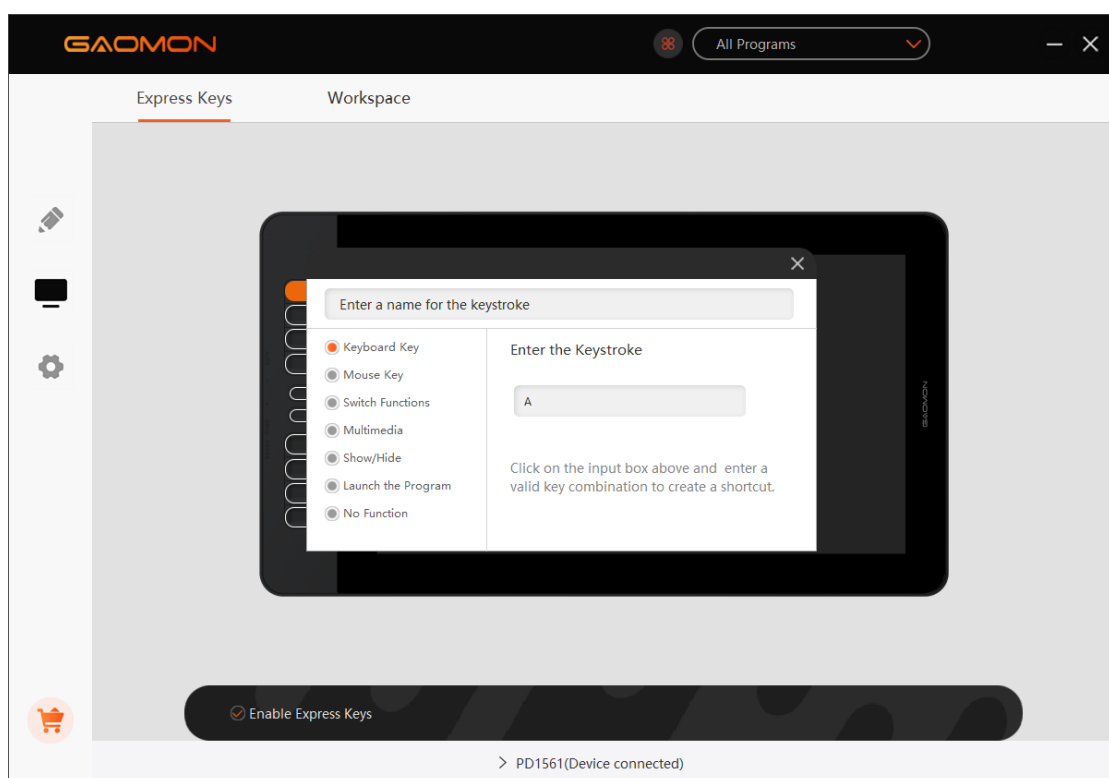 GAOMON
All Programs
Express Keys
Workspace
Enter a name for the keystroke
Keyboard Key
Mouse Key
Switch Functions
Multimedia
Show/Hide
Launch the Program
No Function
Enter the Keystroke
A
Click on the input box above and enter a
valid key combination to create a shortcut.
GAOMON
Enable Express Keys
PD1561(Device connected)